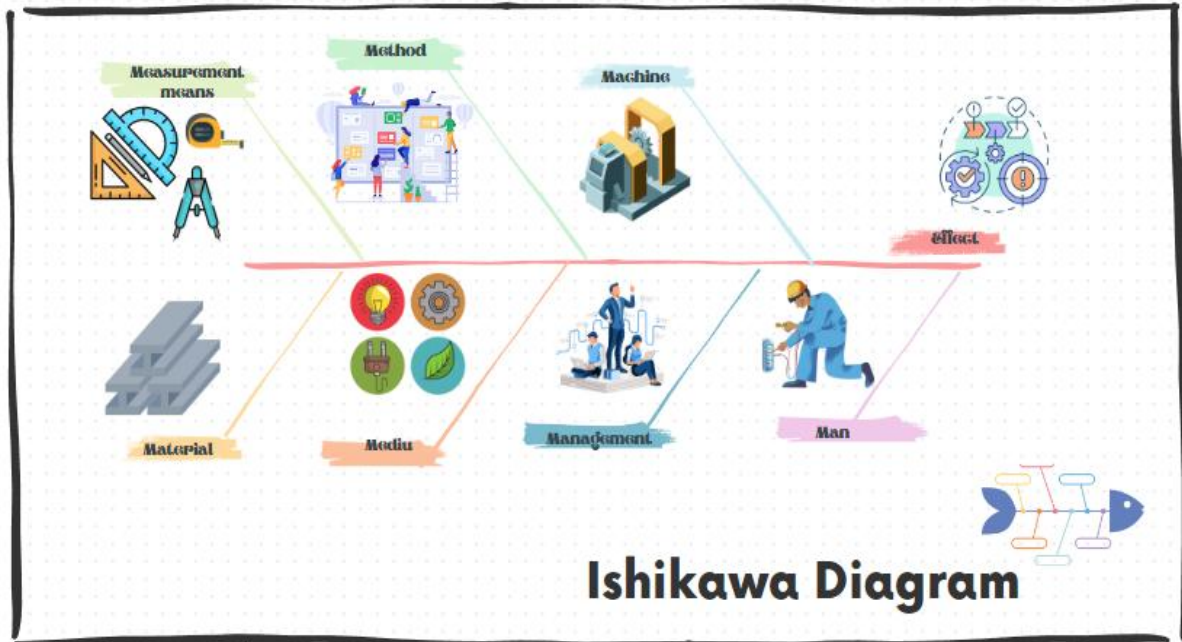 Method
Measurement
means
Machine
Effect
Material
Mediu
Management
Man
Ishikawa Diagram